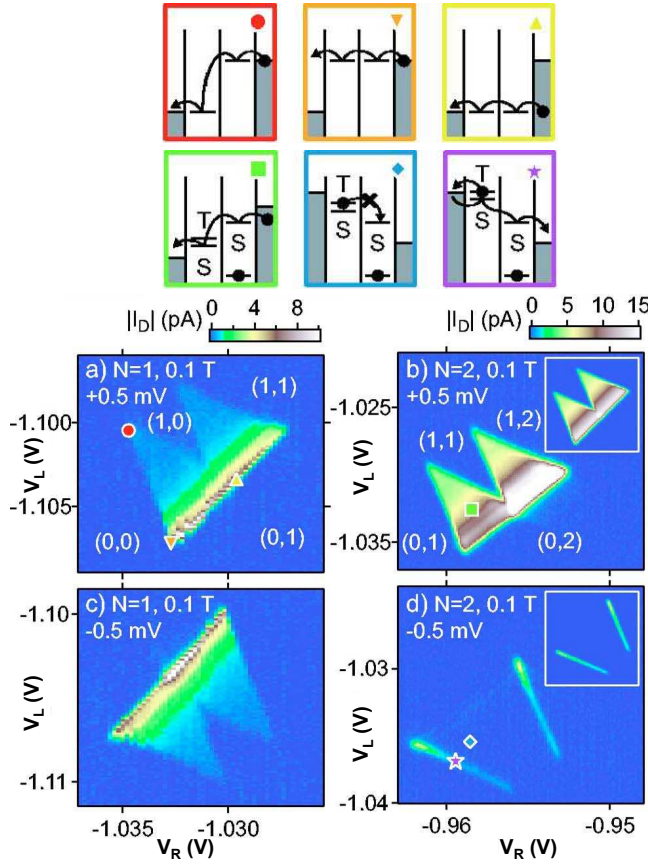 T
S
S
T
S
S
T
S
S
|I_D| (pA)
0 4 8
|I_D| (pA)
0 5 10 15
a) N=1, 0.1 T
+0.5 mV
(1,1)
(1,0)
(0,0)
(0,1)
-1.100
-1.105
V_L (V)
b) N=2, 0.1 T
+0.5 mV
(1,2)
(1,1)
(0,1)
(0,2)
-1.025
-1.035
V_L (V)
c) N=1, 0.1 T
-0.5 mV
-1.10
-1.11
V_L (V)
-1.035
-1.030
V_R (V)
d) N=2, 0.1 T
-0.5 mV
-1.03
-1.04
V_L (V)
-0.96
-0.95
V_R (V)